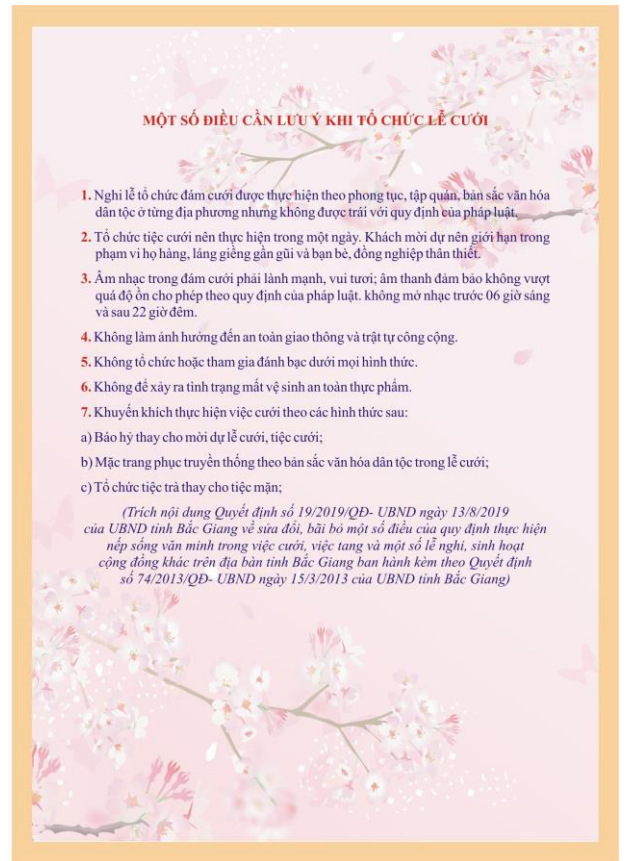 MỘT SỐ ĐIỀU CẦN LƯU Ý KHI TỔ CHỨC LỄ CƯỚI
1. Nghi lễ tổ chức đám cưới được thực hiện theo phong tục, tập quán, bản sắc văn hóa
dân tộc ở từng địa phương nhưng không được trái với quy định của pháp luật.
2. Tổ chức tiệc cưới nên thực hiện trong một ngày. Khách mời dự nên giới hạn trong
phạm vi họ hàng, láng giềng gần gũi và bạn bè, đồng nghiệp thân thiết.
3. Âm nhạc trong đám cưới phải lành mạnh, vui tươi; âm thanh đảm bảo không vượt
quá độ ồn cho phép theo quy định của pháp luật. không mở nhạc trước 06 giờ sáng
và sau 22 giờ đêm.
4. Không làm ảnh hưởng đến an toàn giao thông và trật tự công cộng.
5. Không tổ chức hoặc tham gia đánh bạc dưới mọi hình thức.
6. Không để xảy ra tình trạng mất vệ sinh an toàn thực phẩm.
7. Khuyến khích thực hiện việc cưới theo các hình thức sau:
a) Báo hỷ thay cho mời dự lễ cưới, tiệc cưới;
b) Mặc trang phục truyền thống theo bản sắc văn hóa dân tộc trong lễ cưới;
c) Tổ chức tiệc trà thay cho tiệc mặn;
(Trích nội dung Quyết định số 19/2019/QĐ- UBND ngày 13/8/2019
của UBND tỉnh Bắc Giang về sửa đổi, bãi bỏ một số điều của quy định thực hiện
nếp sống văn minh trong việc cưới, việc tang và một số lễ nghi, sinh hoạt
cộng đồng khác trên địa bàn tỉnh Bắc Giang ban hành kèm theo Quyết định
số 74/2013/QĐ- UBND ngày 15/3/2013 của UBND tỉnh Bắc Giang)